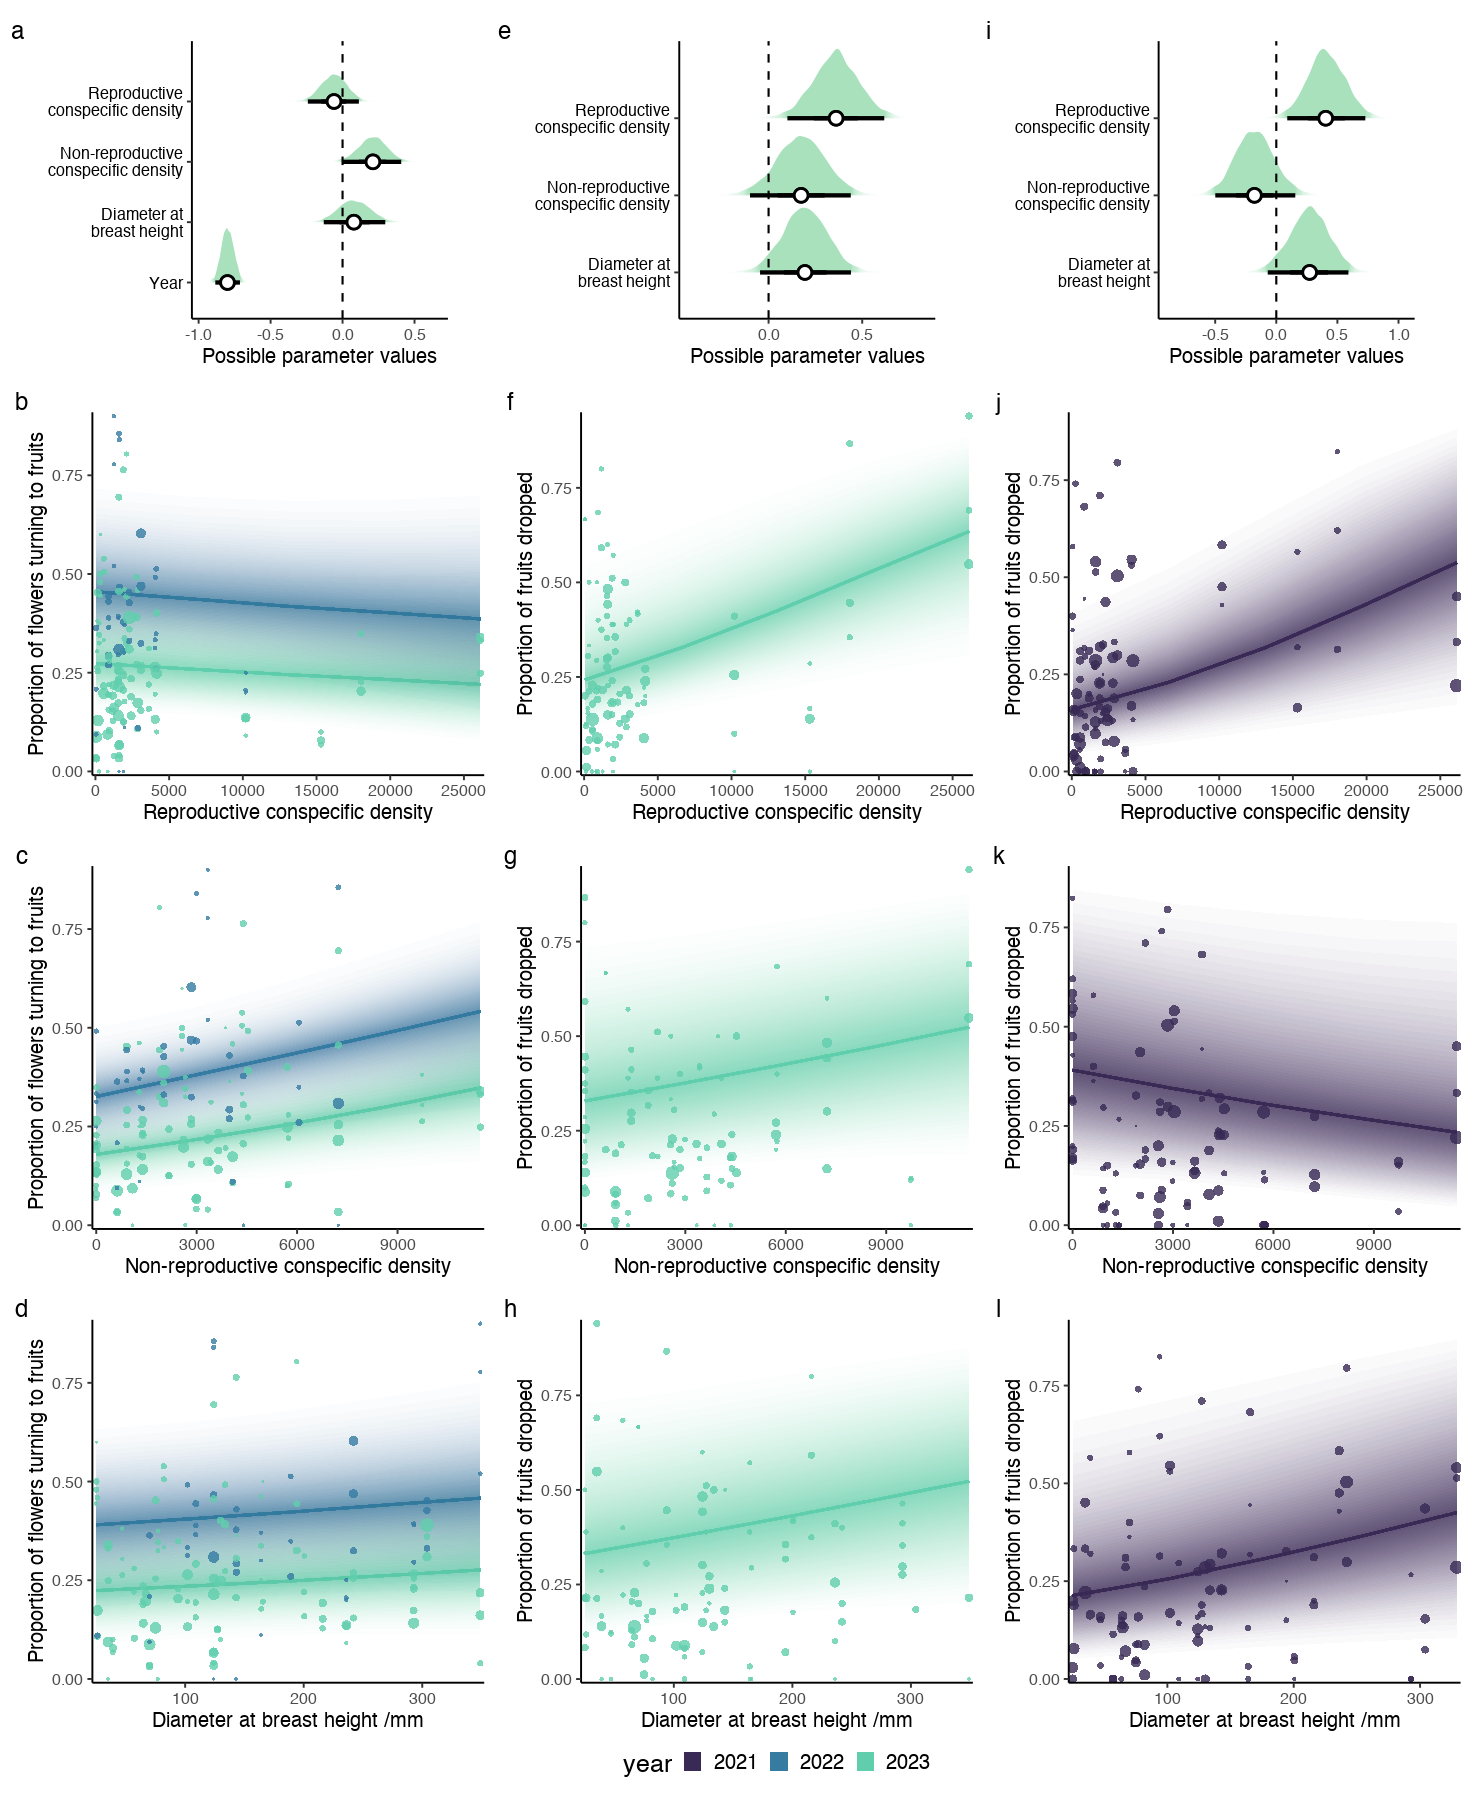 a
Reproductive
conspecific density
Non-reproductive
conspecific density
Diameter at
breast height
Year
-1.0 -0.5 0.0 0.5
Possible parameter values
e
Reproductive
conspecific density
Non-reproductive
conspecific density
Diameter at
breast height
0.0 0.5
Possible parameter values
i
Reproductive
conspecific density
Non-reproductive
conspecific density
Diameter at
breast height
-0.5 0.0 0.5 1.0
Possible parameter values
b
Proportion of flowers turning to fruits
0.75
0.50
0.25
0.00
0 5000 10000 15000 20000 25000
Reproductive conspecific density
f
Proportion of fruits dropped
0.75
0.50
0.25
0.00
0 5000 10000 15000 20000 25000
Reproductive conspecific density
j
Proportion of fruits dropped
0.75
0.50
0.25
0.00
0 5000 10000 15000 20000 25000
Reproductive conspecific density
c
Proportion of flowers turning to fruits
0.75
0.50
0.25
0.00
0 3000 6000 9000
Non-reproductive conspecific density
g
Proportion of fruits dropped
0.75
0.50
0.25
0.00
0 3000 6000 9000
Non-reproductive conspecific density
k
Proportion of fruits dropped
0.75
0.50
0.25
0.00
0 3000 6000 9000
Non-reproductive conspecific density
d
Proportion of flowers turning to fruits
0.75
0.50
0.25
0.00
100 200 300
Diameter at breast height /mm
h
Proportion of fruits dropped
0.75
0.50
0.25
0.00
100 200 300
Diameter at breast height /mm
l
Proportion of fruits dropped
0.75
0.50
0.25
0.00
100 200 300
Diameter at breast height /mm
year 2021 2022 2023